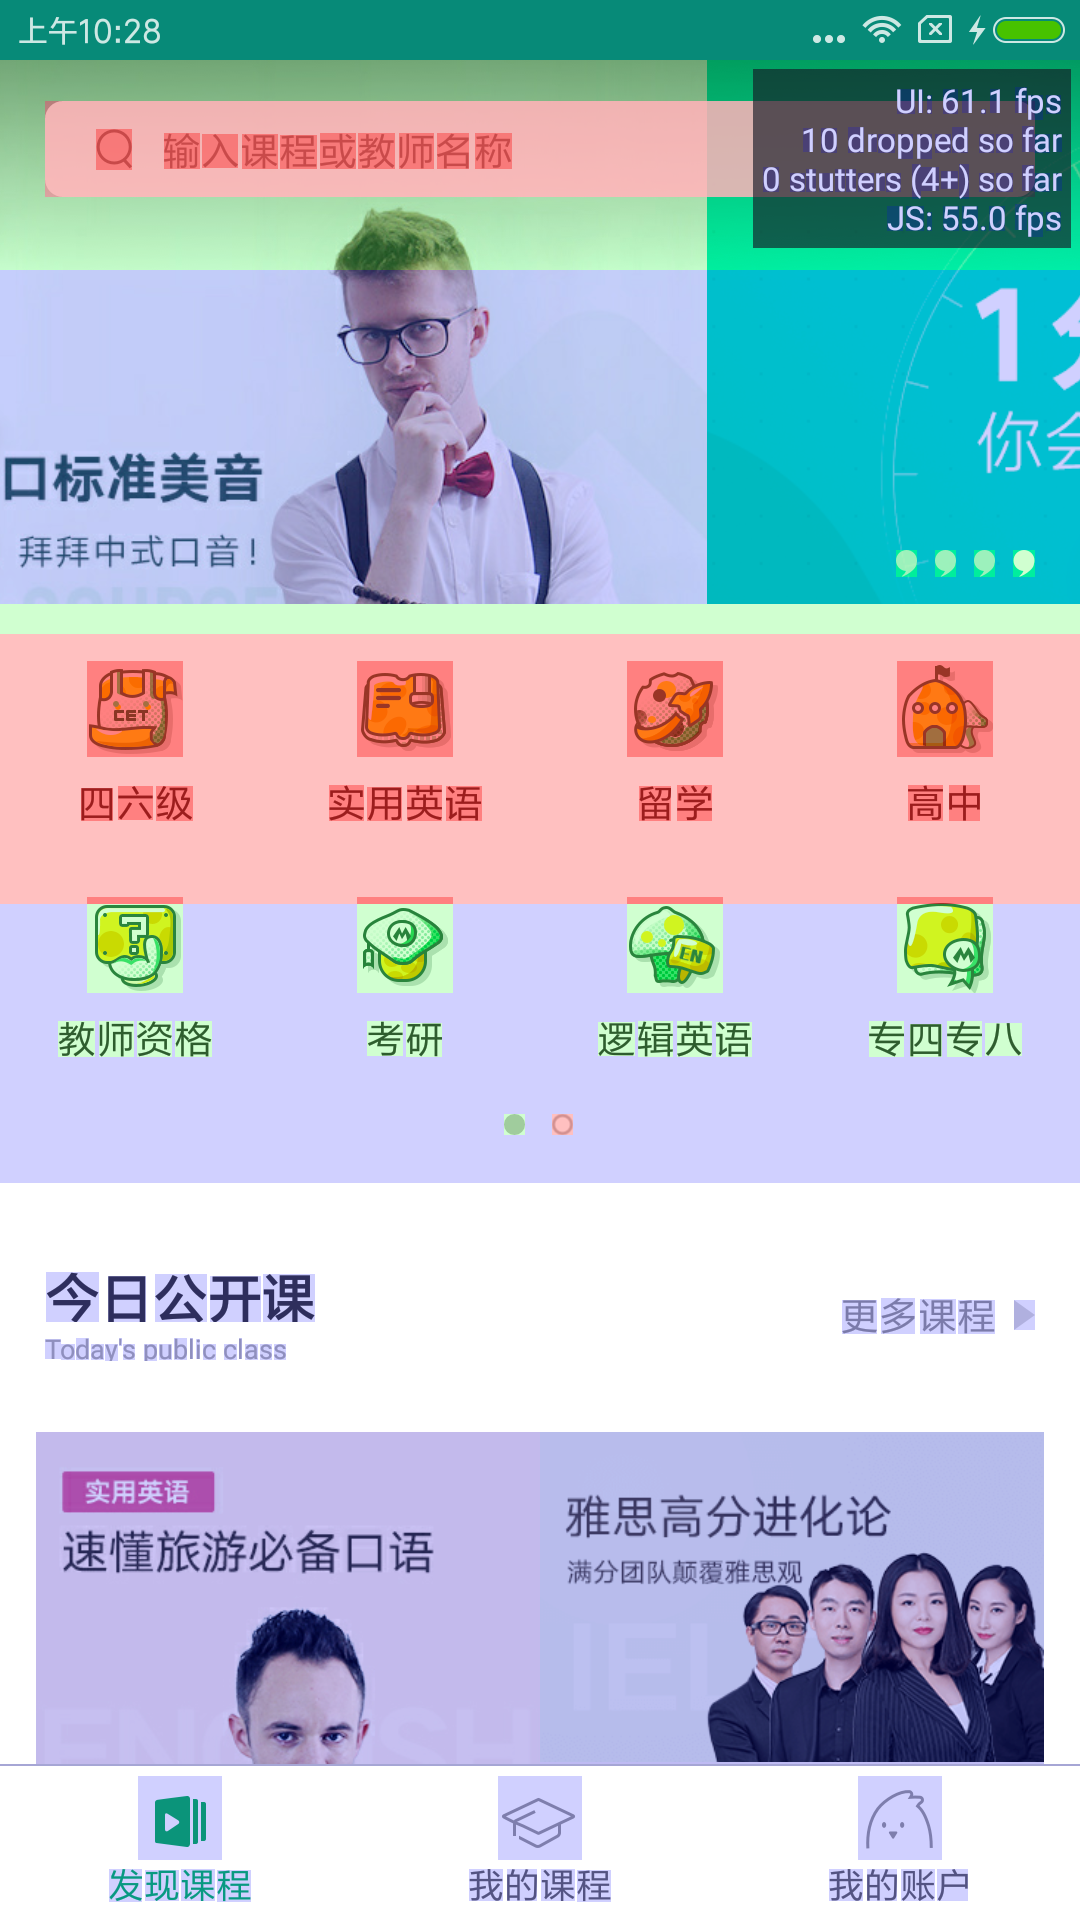 上午10:28
UI: 61.1 fps
10 dropped so far
0 stutters (4+) so far
JS: 55.0 fps
输入课程或教师名称
口标准美音
拜拜中式口音!
1分
你会
CET
四六级 实用英语 留学 高中
?
EN
教师资格 考研 逻辑英语 专四专八
今日公开课
更多课程
Today's public class
实用英语
速懂旅游必备口语
ENGLISH
雅思高分进化论
满分团队颠覆雅思观
发现课程 我的课程 我的账户